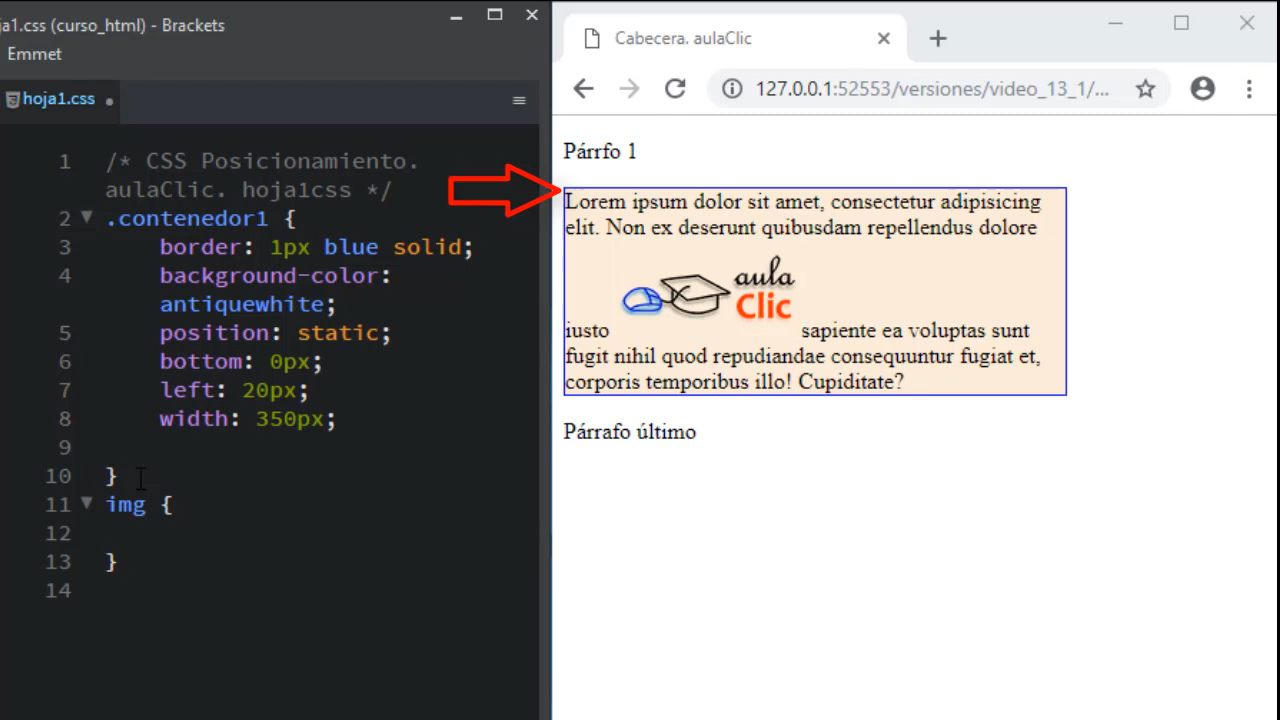 ja1.css (curso_html) - Brackets
Emmet
hoja1.css
1 /* CSS Posicionamiento.
aulaClic. hoja1css */
2 .contenedor1 {
3 border: 1px blue solid;
4 background-color:
antiquewhite;
5 position: static;
6 bottom: 0px;
7 left: 20px;
8 width: 350px;
9
10 }
11 img {
12
13 }
14
Cabecera. aulaClic
127.0.0.1:52553/versiones/video_13_1/...
Párrfo 1
Lorem ipsum dolor sit amet, consectetur adipisicing
elit. Non ex deserunt quibusdam repellendus dolore
aula
Clic
iusto sapiente ea voluptas sunt
fugit nihil quod repudiandae consequuntur fugiat et,
corporis temporibus illo! Cupiditate?
Párrafo último